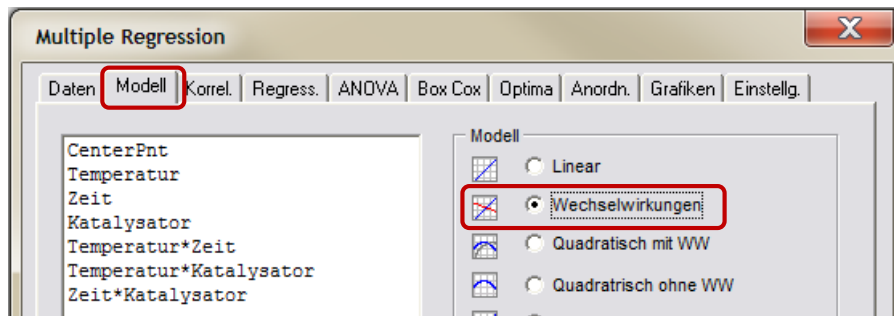 Multiple Regression
Daten Modell Korrel. Regress. ANOVA Box Cox Optima Anordn. Grafiken Einstellg.
CenterPnt
Temperatur
Zeit
Katalysator
Temperatur*Zeit
Temperatur*Katalysator
Zeit*Katalysator
Modell
Linear
Wechselwirkungen
Quadratisch mit WW
Quadratrisch ohne WW